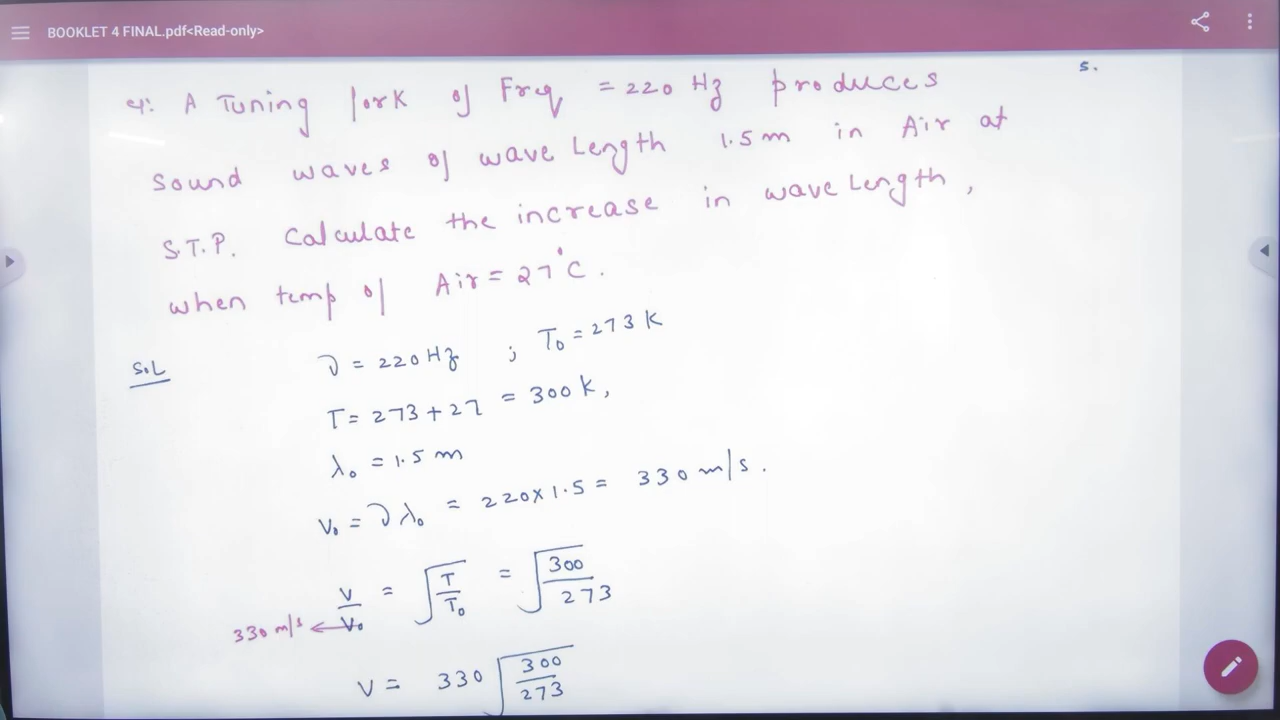 BOOKLET 4 FINAL.pdf<Read-only>
5.
4: A Tuning fork of Freq = 220 Hz produces
sound waves of wave Length 1.5m in Air at
S.T.P. Calculate the increase in wave Length,
when temp of Air = 27°C.
Sol
ν = 220 Hz ; T₀ = 273 K
T = 273 + 27 = 300 K,
λ₀ = 1.5 m
V₀ = ν λ₀ = 220 x 1.5 = 330 m/s.
V/V₀ = √(T/T₀) = √(300/273)
330 m/s ←
V = 330 √(300/273)